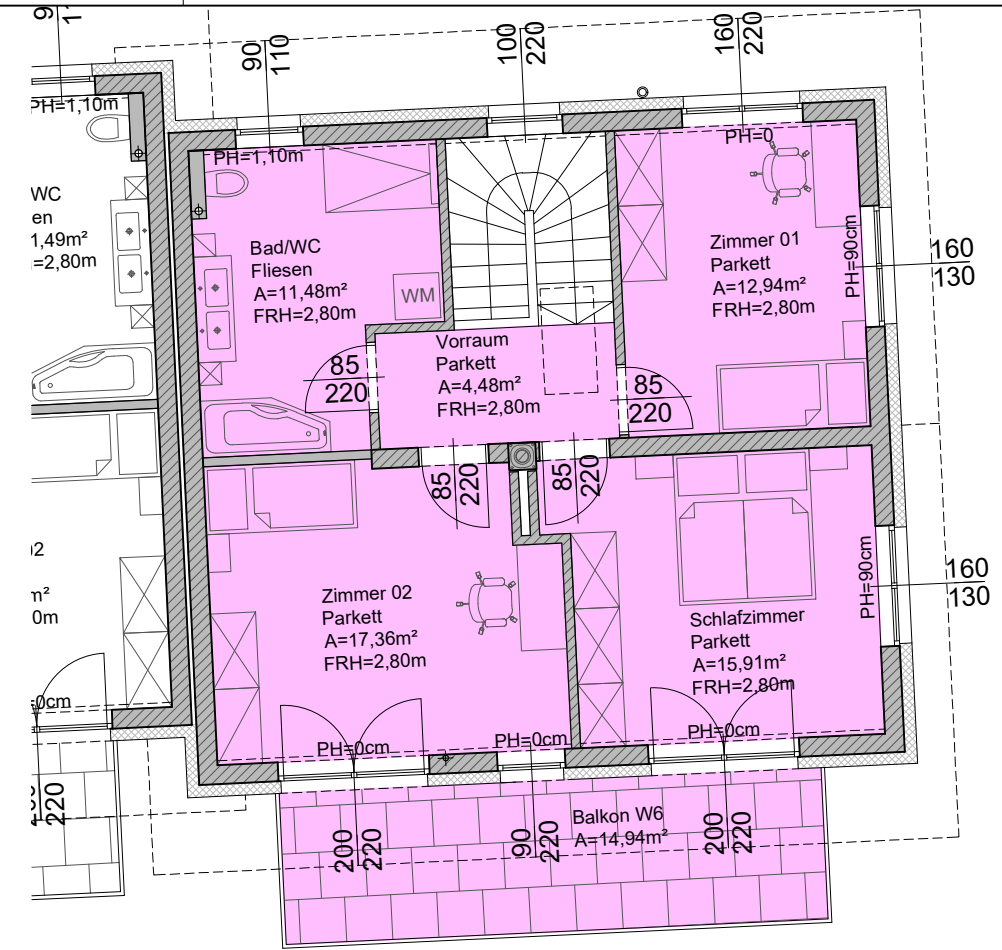 90
110
100
220
160
220
PH=1,10m
PH=1,10m
PH=0
WC
en
1,49m²
=2,80m
Bad/WC
Fliesen
A=11,48m²
FRH=2,80m
WM
Zimmer 01
Parkett
A=12,94m²
FRH=2,80m
PH=90cm
160
130
Vorraum
Parkett
A=4,48m²
FRH=2,80m
85
220
85
220
85
220
85
220
m²
0m
Zimmer 02
Parkett
A=17,36m²
FRH=2,80m
Schlafzimmer
Parkett
A=15,91m²
FRH=2,80m
PH=90cm
160
130
=0cm
PH=0cm
PH=0cm
PH=0cm
220
200
220
90
220
200
220
Balkon W6
A=14,94m²